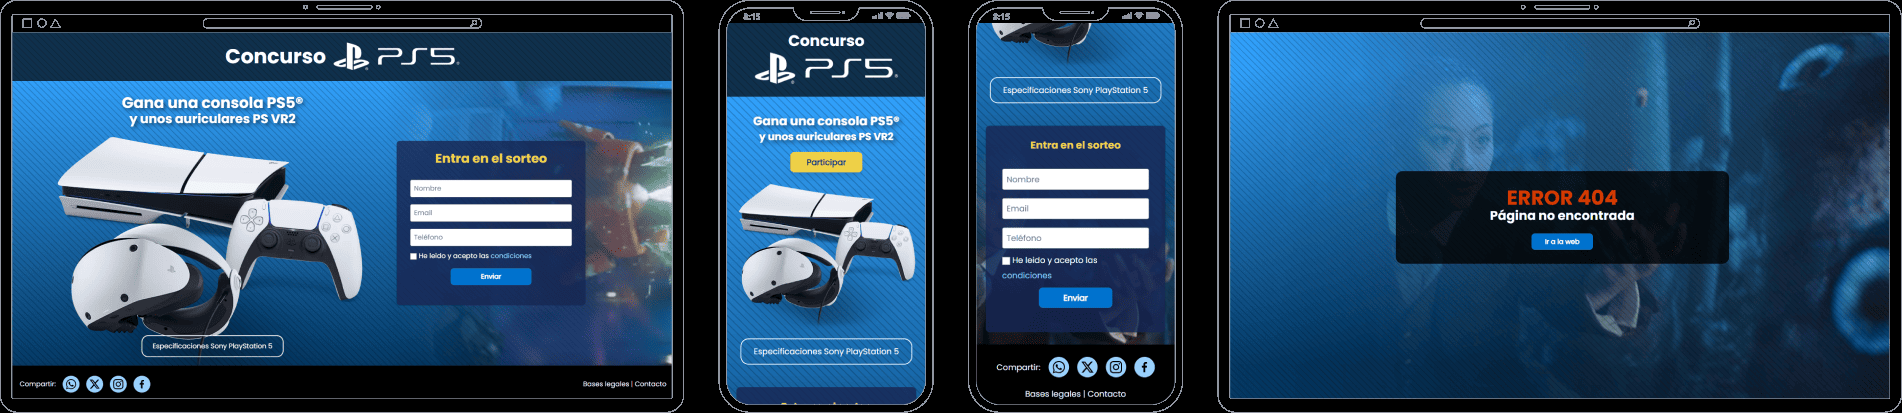 Concurso PS5
Gana una consola PS5®
y unos auriculares PS VR2
Entra en el sorteo
Nombre
Email
Teléfono
He leído y acepto las condiciones
Enviar
Especificaciones Sony PlayStation 5
Compartir:
Bases legales | Contacto
8:15
Concurso
PS5
Gana una consola PS5®
y unos auriculares PS VR2
Participar
Especificaciones Sony PlayStation 5
8:15
Especificaciones Sony PlayStation 5
Entra en el sorteo
Nombre
Email
Teléfono
He leído y acepto las
condiciones
Enviar
Compartir:
Bases legales | Contacto
ERROR 404
Página no encontrada
Ir a la web